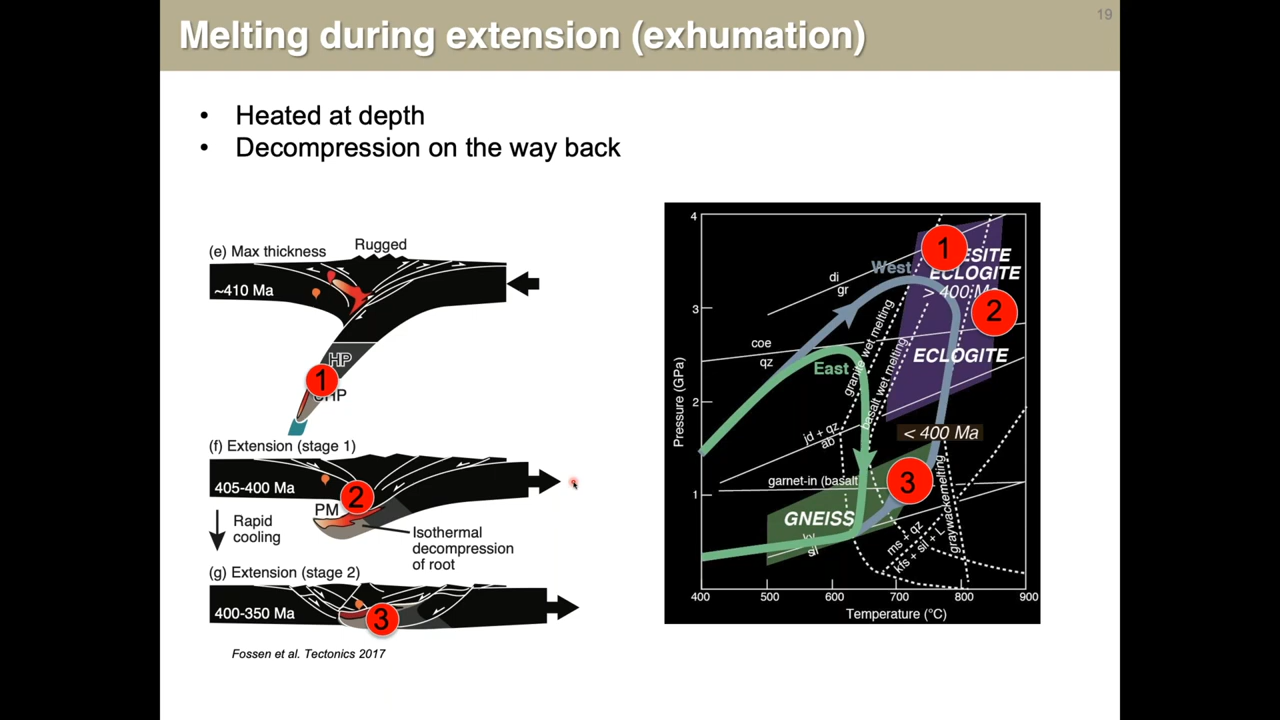 19
Melting during extension (exhumation)
• Heated at depth
• Decompression on the way back
(e) Max thickness
Rugged
~410 Ma
HP
1
(f) Extension (stage 1)
405-400 Ma
2
PM
Rapid
cooling
Isothermal
decompression
of root
(g) Extension (stage 2)
400-350 Ma
3
Fossen et al. Tectonics 2017
4
3
2
1
Pressure (GPa)
400
500
600
700
800
900
Temperature (°C)
West
1
ECLOGITE
> 400
2
ECLOGITE
di
gr
coe
qz
East
granite wet melting
basalt wet melting
jd + qz
ab
< 400 Ma
garnet-in (basalt
3
GNEISS
ky
sil
ms + qz
kfs + sil + L
graywackemelting